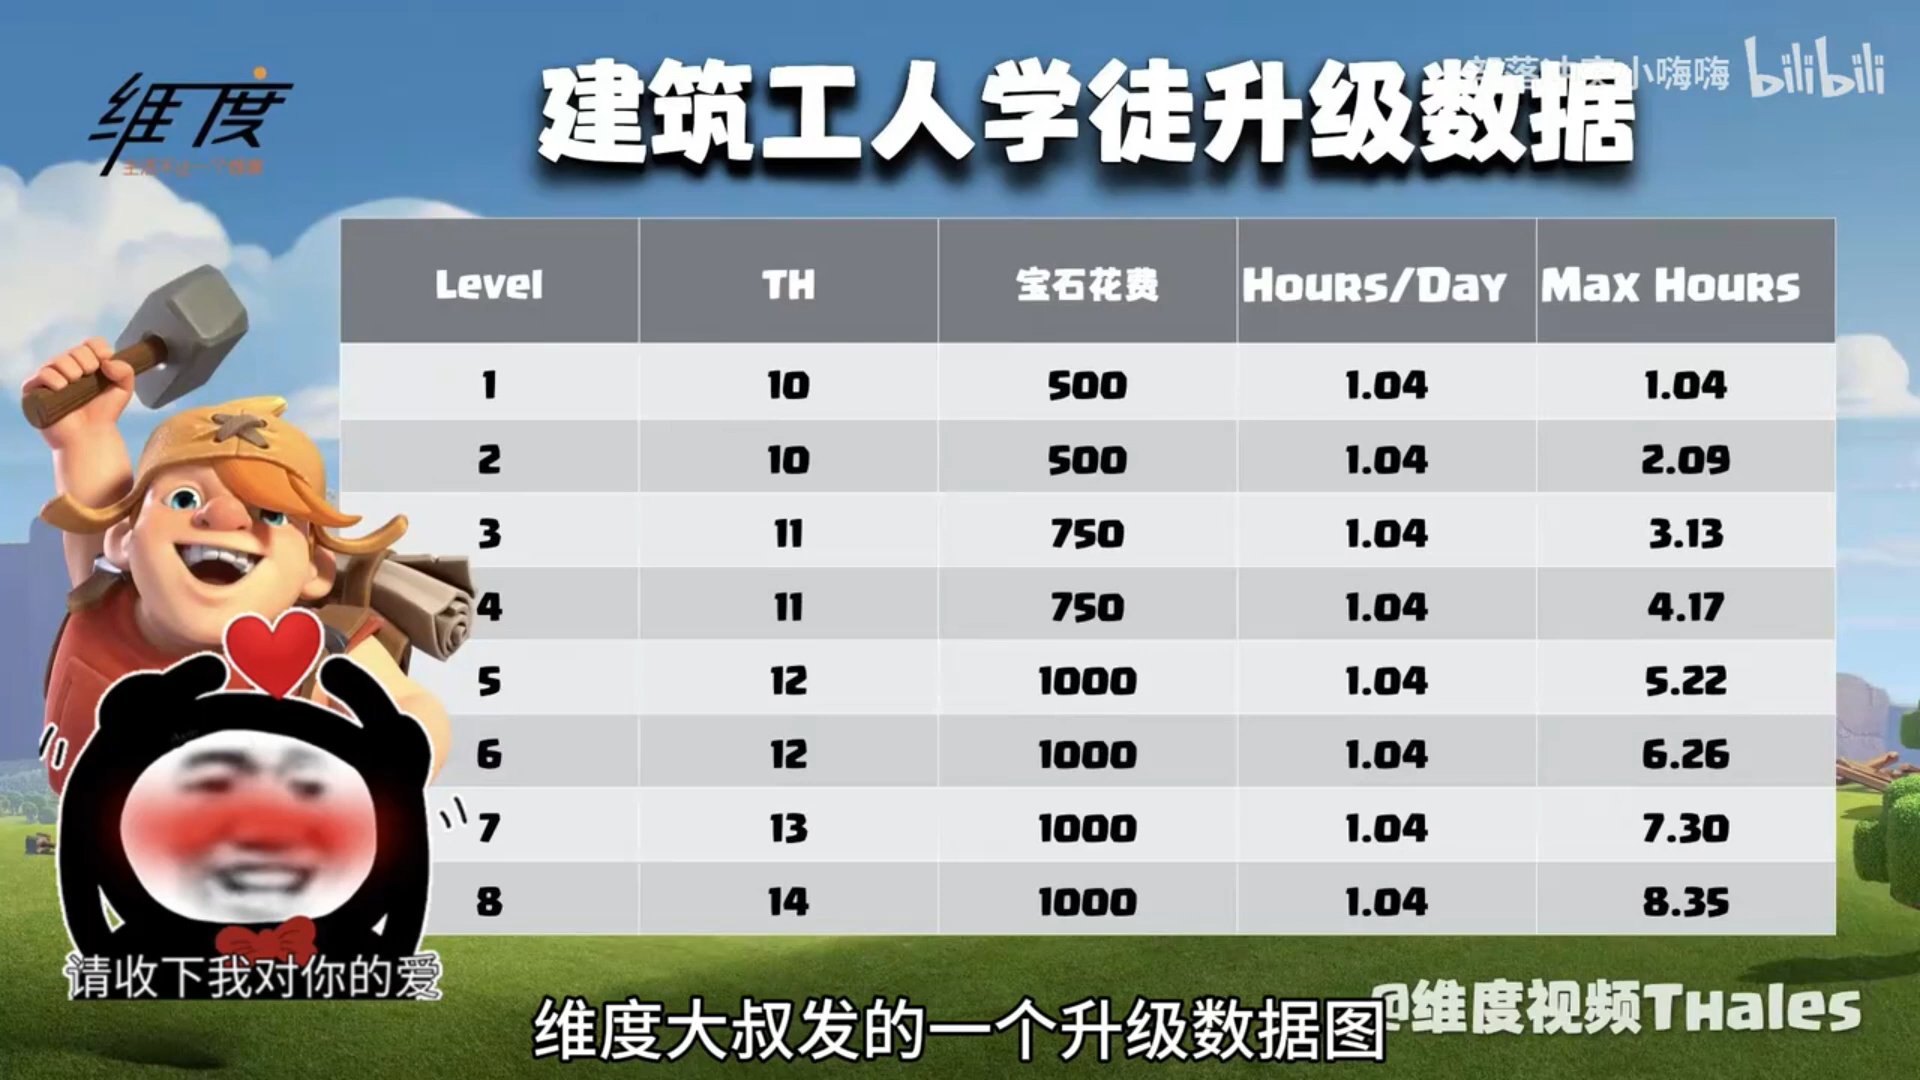 维度
建筑工人学徒升级数据
小嗨嗨 bilibili
Level TH 宝石花费 Hours/Day Max Hours
1 10 500 1.04 1.04
2 10 500 1.04 2.09
3 11 750 1.04 3.13
4 11 750 1.04 4.17
5 12 1000 1.04 5.22
6 12 1000 1.04 6.26
7 13 1000 1.04 7.30
8 14 1000 1.04 8.35
请收下我对你的爱
@维度视频Thales
维度大叔发的一个升级数据图